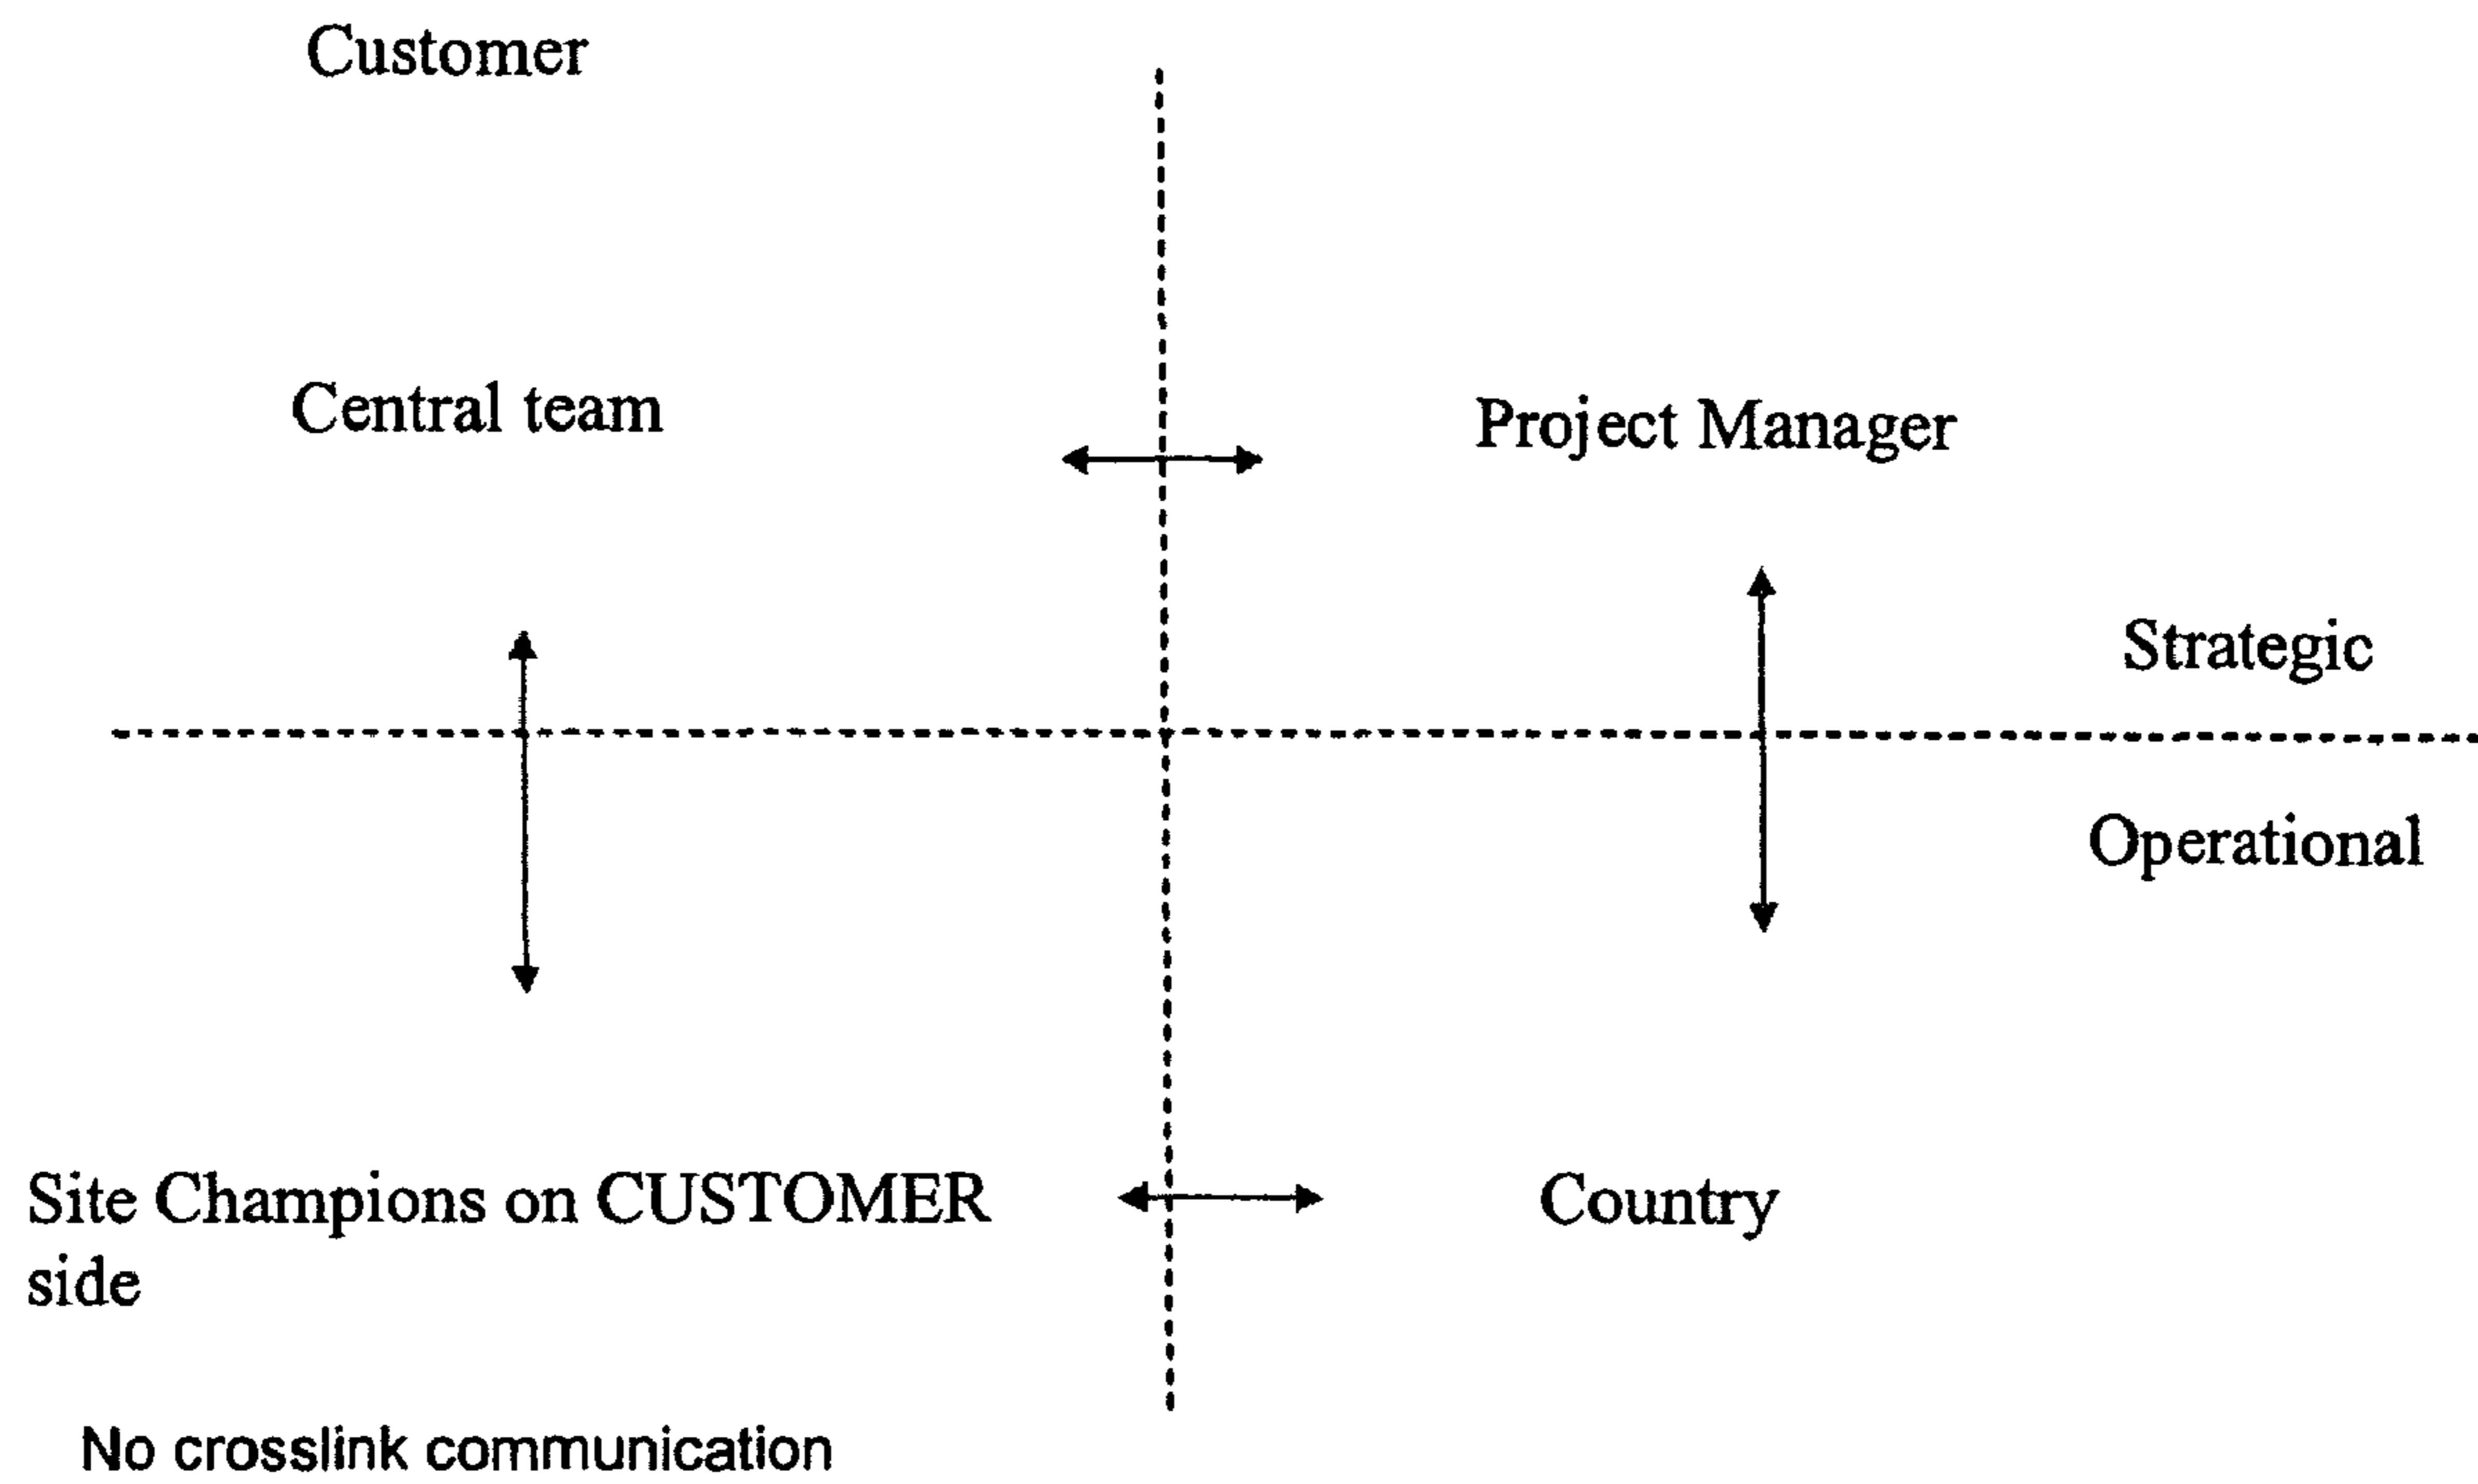 Customer
Central team
Project Manager
Strategic
Operational
Site Champions on CUSTOMER
side
Country
No crosslink communication